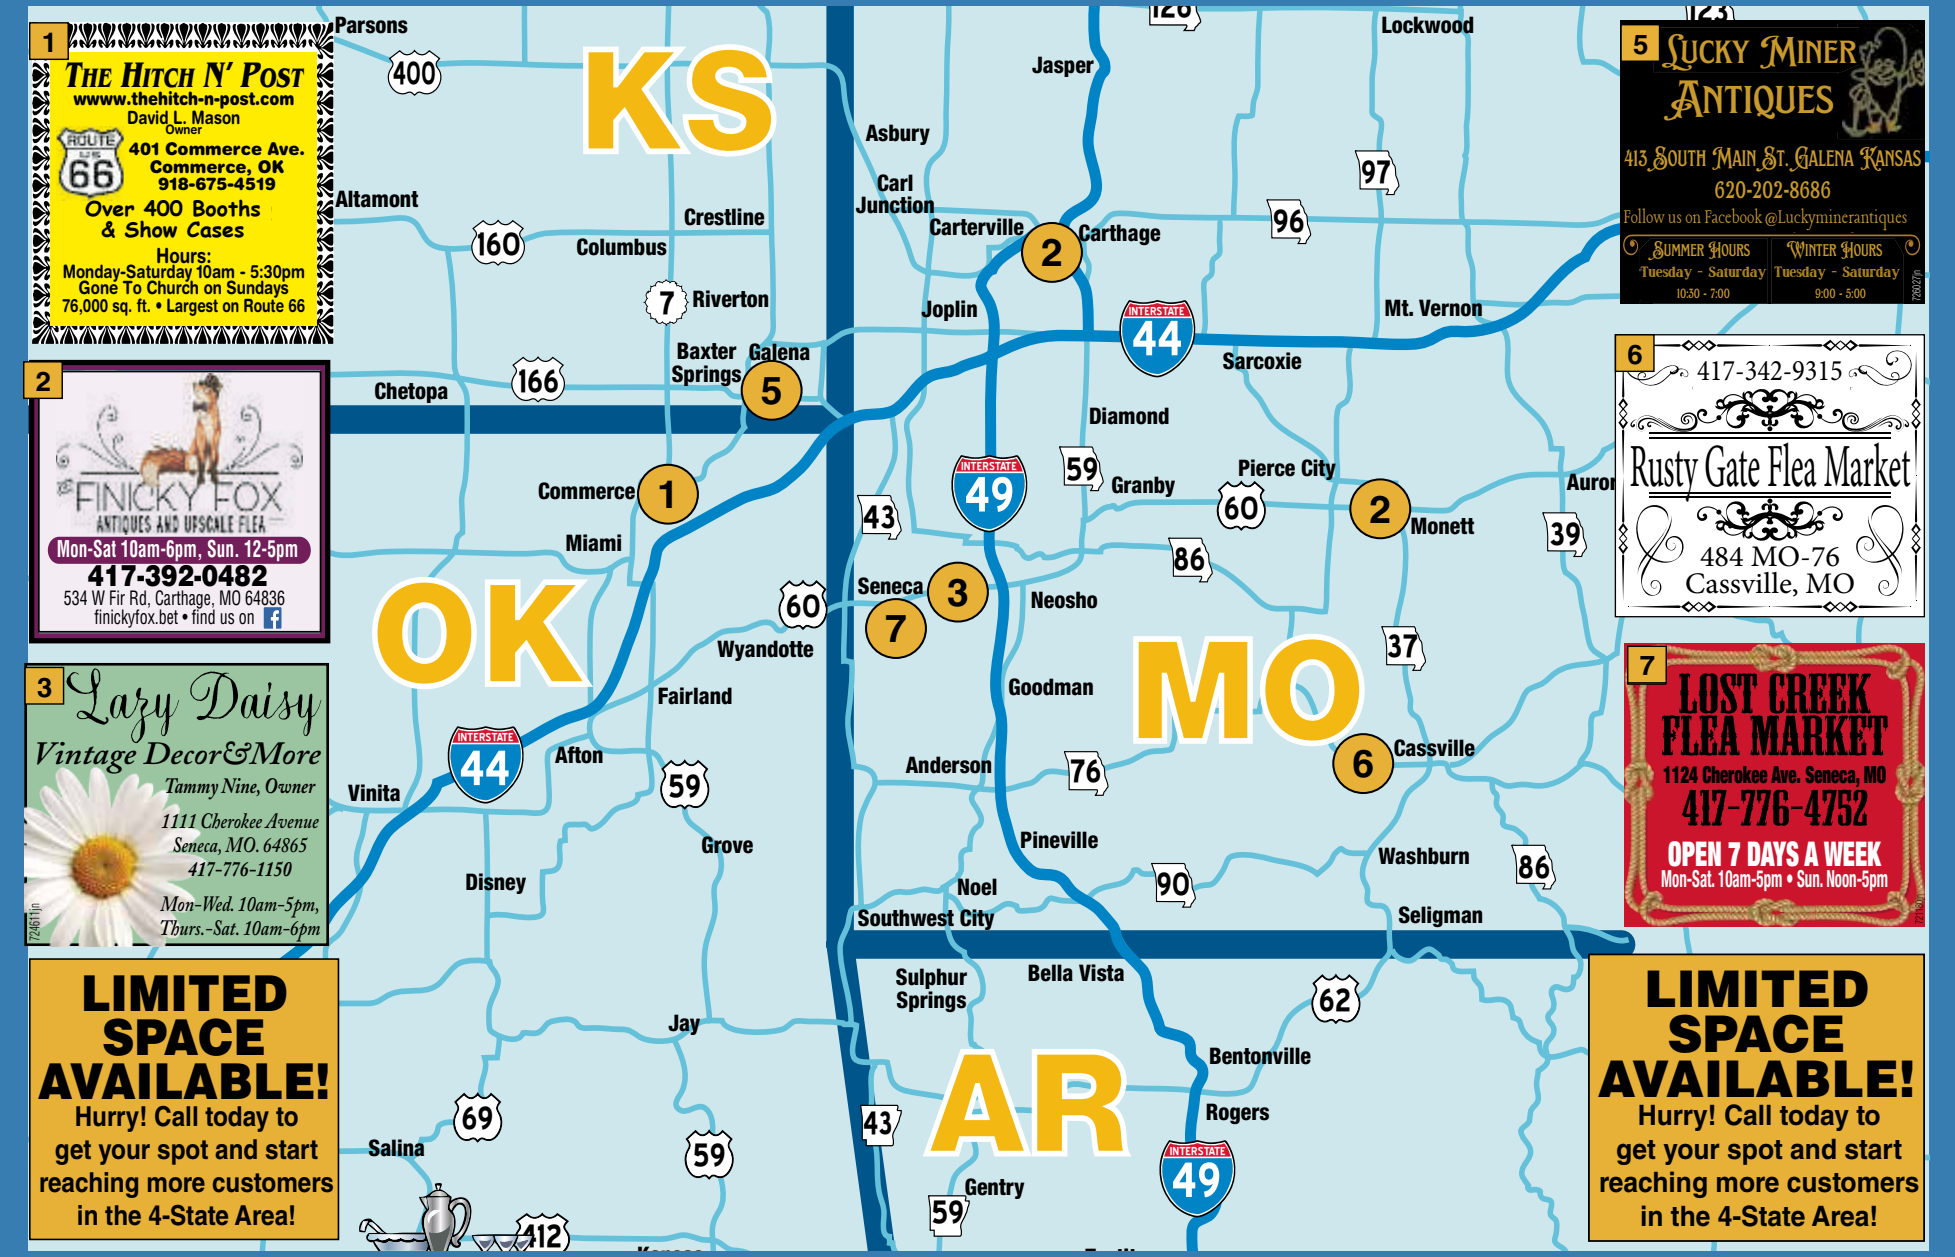 1
THE HITCH N' POST
wwww.thehitch-n-post.com
David L. Mason
Owner
ROUTE
US
66
401 Commerce Ave.
Commerce, OK
918-675-4519
Over 400 Booths
& Show Cases
Hours:
Monday-Saturday 10am - 5:30pm
Gone To Church on Sundays
76,000 sq. ft. • Largest on Route 66
2
THE FINICKY FOX
ANTIQUES AND UPSCALE FLEA
Mon-Sat 10am-6pm, Sun. 12-5pm
417-392-0482
534 W Fir Rd, Carthage, MO 64836
finickyfox.bet • find us on f
3
Lazy Daisy
Vintage Decor&More
Tammy Nine, Owner
1111 Cherokee Avenue
Seneca, MO. 64865
417-776-1150
Mon-Wed. 10am-5pm,
Thurs.-Sat. 10am-6pm
724611jn
LIMITED
SPACE
AVAILABLE!
Hurry! Call today to
get your spot and start
reaching more customers
in the 4-State Area!
Parsons
400
KS
Jasper
126
Lockwood
123
Asbury
Carl
Junction
97
Altamont
160
Columbus
Crestline
Carterville
2
Carthage
96
7
Riverton
Joplin
INTERSTATE
44
Mt. Vernon
Sarcoxie
Baxter
Springs
Galena
5
Chetopa
166
Diamond
Commerce
1
Miami
43
INTERSTATE
49
59
Granby
Pierce City
60
2
Monett
39
Auror
86
OK
60
Seneca
3
7
Neosho
Wyandotte
MO
37
Fairland
Goodman
INTERSTATE
44
Afton
59
Vinita
Anderson
76
6
Cassville
Grove
Pineville
Disney
Noel
90
Washburn
86
Southwest City
Seligman
Sulphur
Springs
Bella Vista
62
Jay
Bentonville
AR
69
43
Rogers
Salina
59
INTERSTATE
49
Gentry
59
412
5
LUCKY MINER
ANTIQUES
413 SOUTH MAIN ST. GALENA KANSAS
620-202-8686
Follow us on Facebook @Luckyminerantiques
SUMMER HOURS
Tuesday - Saturday
10:30 - 7:00
WINTER HOURS
Tuesday - Saturday
9:00 - 5:00
726027jn
6
417-342-9315
Rusty Gate Flea Market
484 MO-76
Cassville, MO
7
LOST CREEK
FLEA MARKET
1124 Cherokee Ave. Seneca, MO
417-776-4752
OPEN 7 DAYS A WEEK
Mon-Sat. 10am-5pm • Sun. Noon-5pm
LIMITED
SPACE
AVAILABLE!
Hurry! Call today to
get your spot and start
reaching more customers
in the 4-State Area!